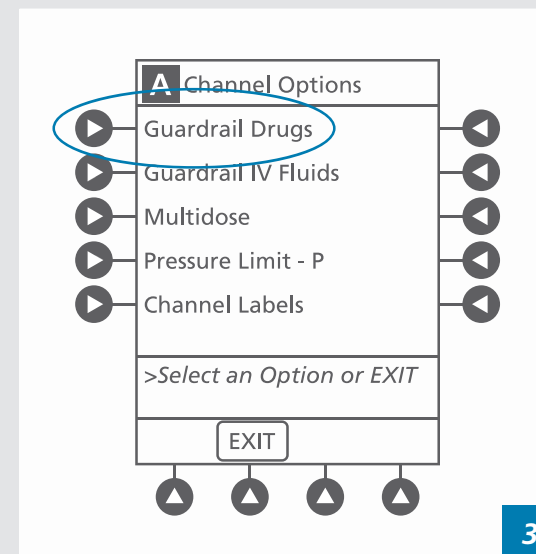 A Channel Options
Guardrail Drugs
Guardrail IV Fluids
Multidose
Pressure Limit - P
Channel Labels
>Select an Option or EXIT
EXIT
3